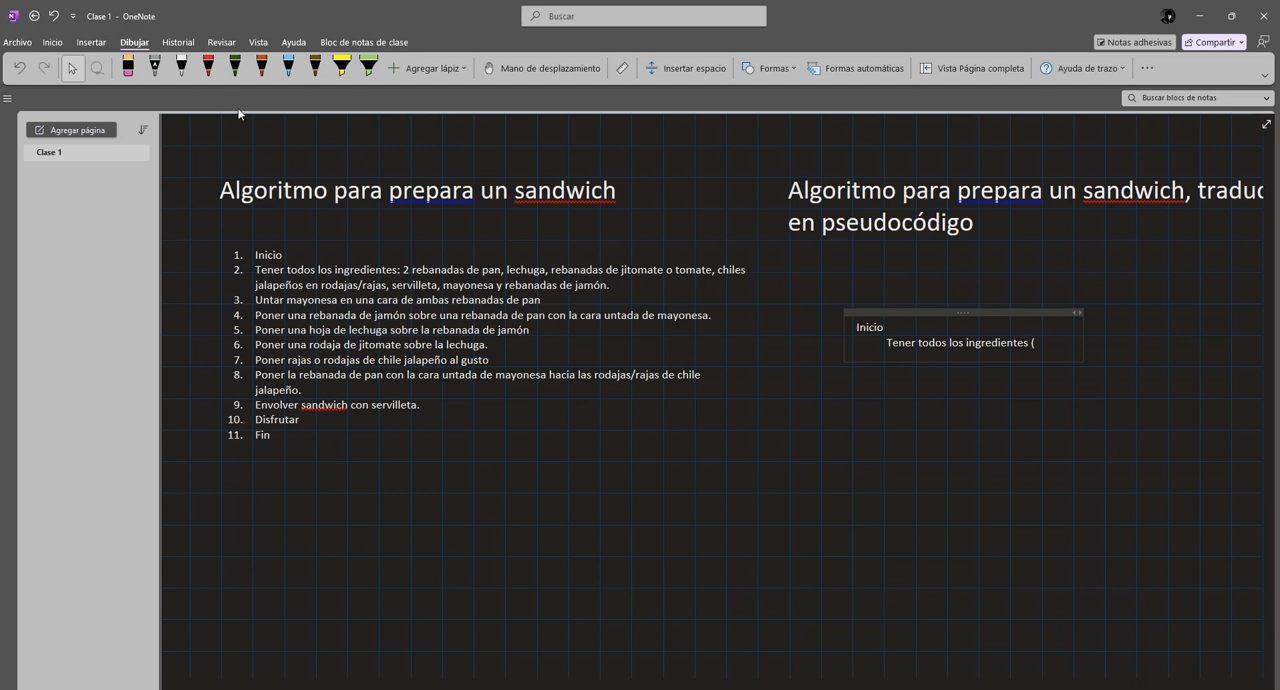 Clase 1 - OneNote
Buscar
Archivo Inicio Insertar Dibujar Historial Revisar Vista Ayuda Bloc de notas de clase
Notas adhesivas
Compartir
Agregar lápiz
Mano de desplazamiento
Insertar espacio
Formas
Formas automáticas
Vista Página completa
Ayuda de trazo
Buscar blocs de notas
Agregar página
Clase 1
Algoritmo para prepara un sandwich
1. Inicio
2. Tener todos los ingredientes: 2 rebanadas de pan, lechuga, rebanadas de jitomate o tomate, chiles
jalapeños en rodajas/rajas, servilleta, mayonesa y rebanadas de jamón.
3. Untar mayonesa en una cara de ambas rebanadas de pan
4. Poner una rebanada de jamón sobre una rebanada de pan con la cara untada de mayonesa.
5. Poner una hoja de lechuga sobre la rebanada de jamón
6. Poner una rodaja de jitomate sobre la lechuga.
7. Poner rajas o rodajas de chile jalapeño al gusto
8. Poner la rebanada de pan con la cara untada de mayonesa hacia las rodajas/rajas de chile
jalapeño.
9. Envolver sandwich con servilleta.
10. Disfrutar
11. Fin
Algoritmo para prepara un sandwich, traduc
en pseudocódigo
Inicio
Tener todos los ingredientes (